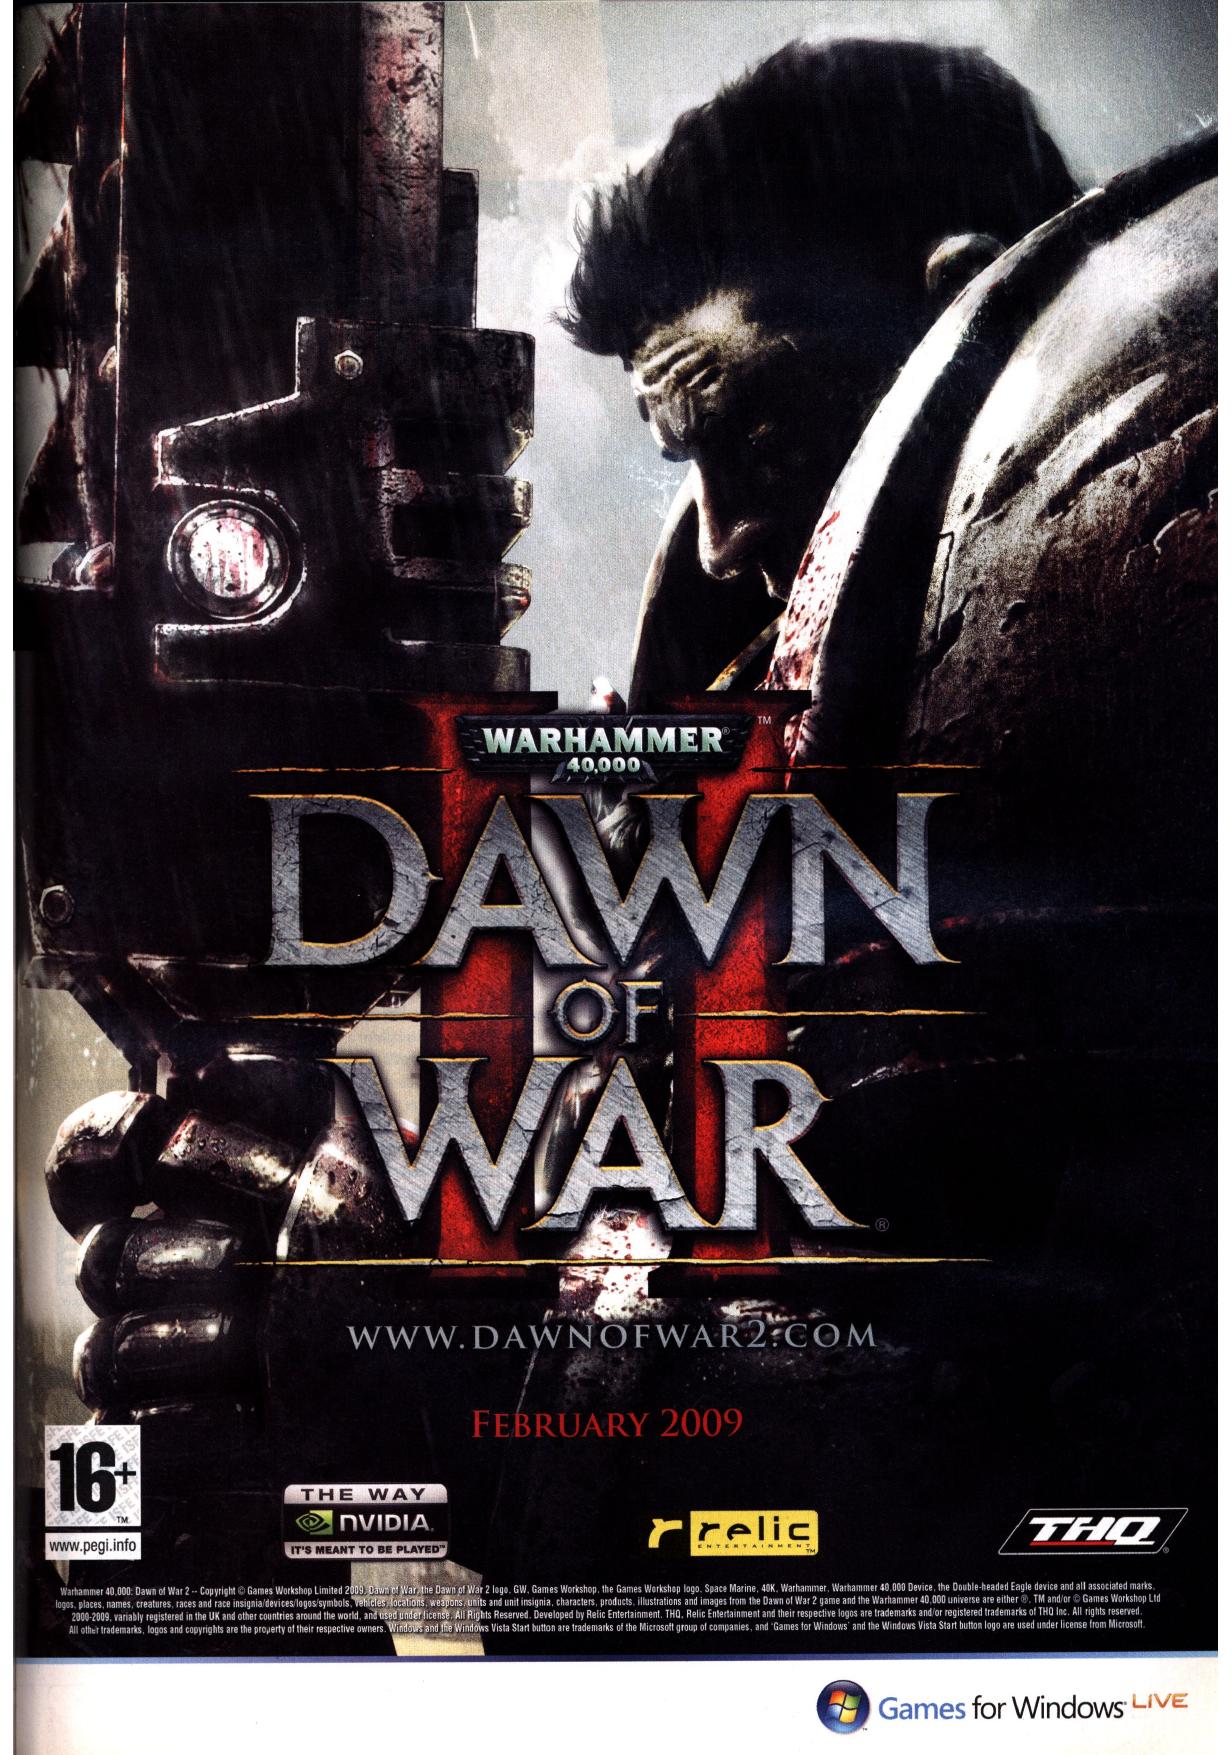 WARHAMMER® ™
40,000
DAWN
OF
WAR®
WWW.DAWNOFWAR2.COM
FEBRUARY 2009
16+ ™
www.pegi.info
THE WAY
NVIDIA.
IT'S MEANT TO BE PLAYED™
relic
ENTERTAINMENT™
THQ®
Warhammer 40,000: Dawn of War 2 – Copyright © Games Workshop Limited 2009. Dawn of War, the Dawn of War 2 logo, GW, Games Workshop, the Games Workshop logo, Space Marine, 40K, Warhammer, Warhammer 40,000 Device, the Double-headed Eagle device and all associated marks,
logos, places, names, creatures, races and race insignia/devices/logos/symbols, vehicles, locations, weapons, units and unit insignia, characters, products, illustrations and images from the Dawn of War 2 game and the Warhammer 40,000 universe are either ®, TM and/or © Games Workshop Ltd
2000-2009, variably registered in the UK and other countries around the world, and used under license. All Rights Reserved. Developed by Relic Entertainment. THQ, Relic Entertainment and their respective logos are trademarks and/or registered trademarks of THQ Inc. All rights reserved.
All other trademarks, logos and copyrights are the property of their respective owners. Windows and the Windows Vista Start button are trademarks of the Microsoft group of companies, and 'Games for Windows' and the Windows Vista Start button logo are used under license from Microsoft.
Games for Windows LIVE